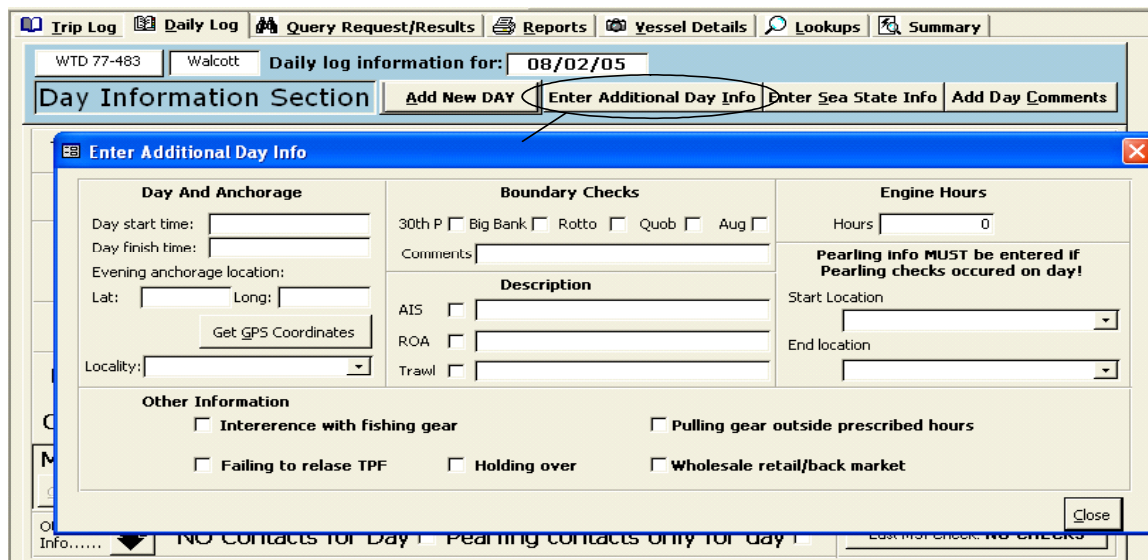 Trip Log Daily Log Query Request/Results Reports Vessel Details Lookups Summary
WTD 77-483 Walcott Daily log information for: 08/02/05
Day Information Section Add New DAY Enter Additional Day Info Enter Sea State Info Add Day Comments
Enter Additional Day Info
Day And Anchorage
Day start time:
Day finish time:
Evening anchorage location:
Lat: Long:
Get GPS Coordinates
Locality:
Boundary Checks
30th P Big Bank Rotto Quob Aug
Comments
Description
AIS
ROA
Trawl
Engine Hours
Hours 0
Pearling info MUST be entered if
Pearling checks occured on day!
Start Location
End location
Other Information
Intererence with fishing gear Pulling gear outside prescribed hours
Failing to relase TPF Holding over Wholesale retail/back market
Close
Info...... NO Contacts for Day Pearling contacts only for day